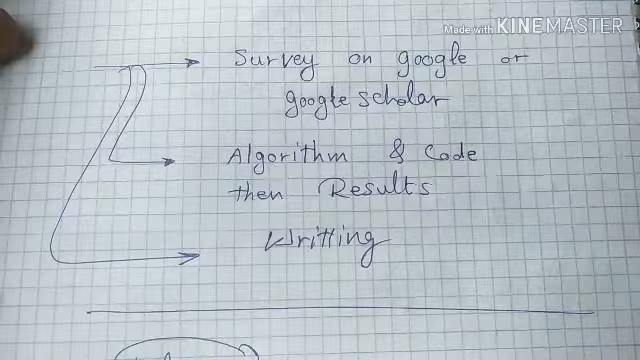 Made with KINEMASTER
Survey on google or
google scholar
Algorithm & Code
then Results
Writting